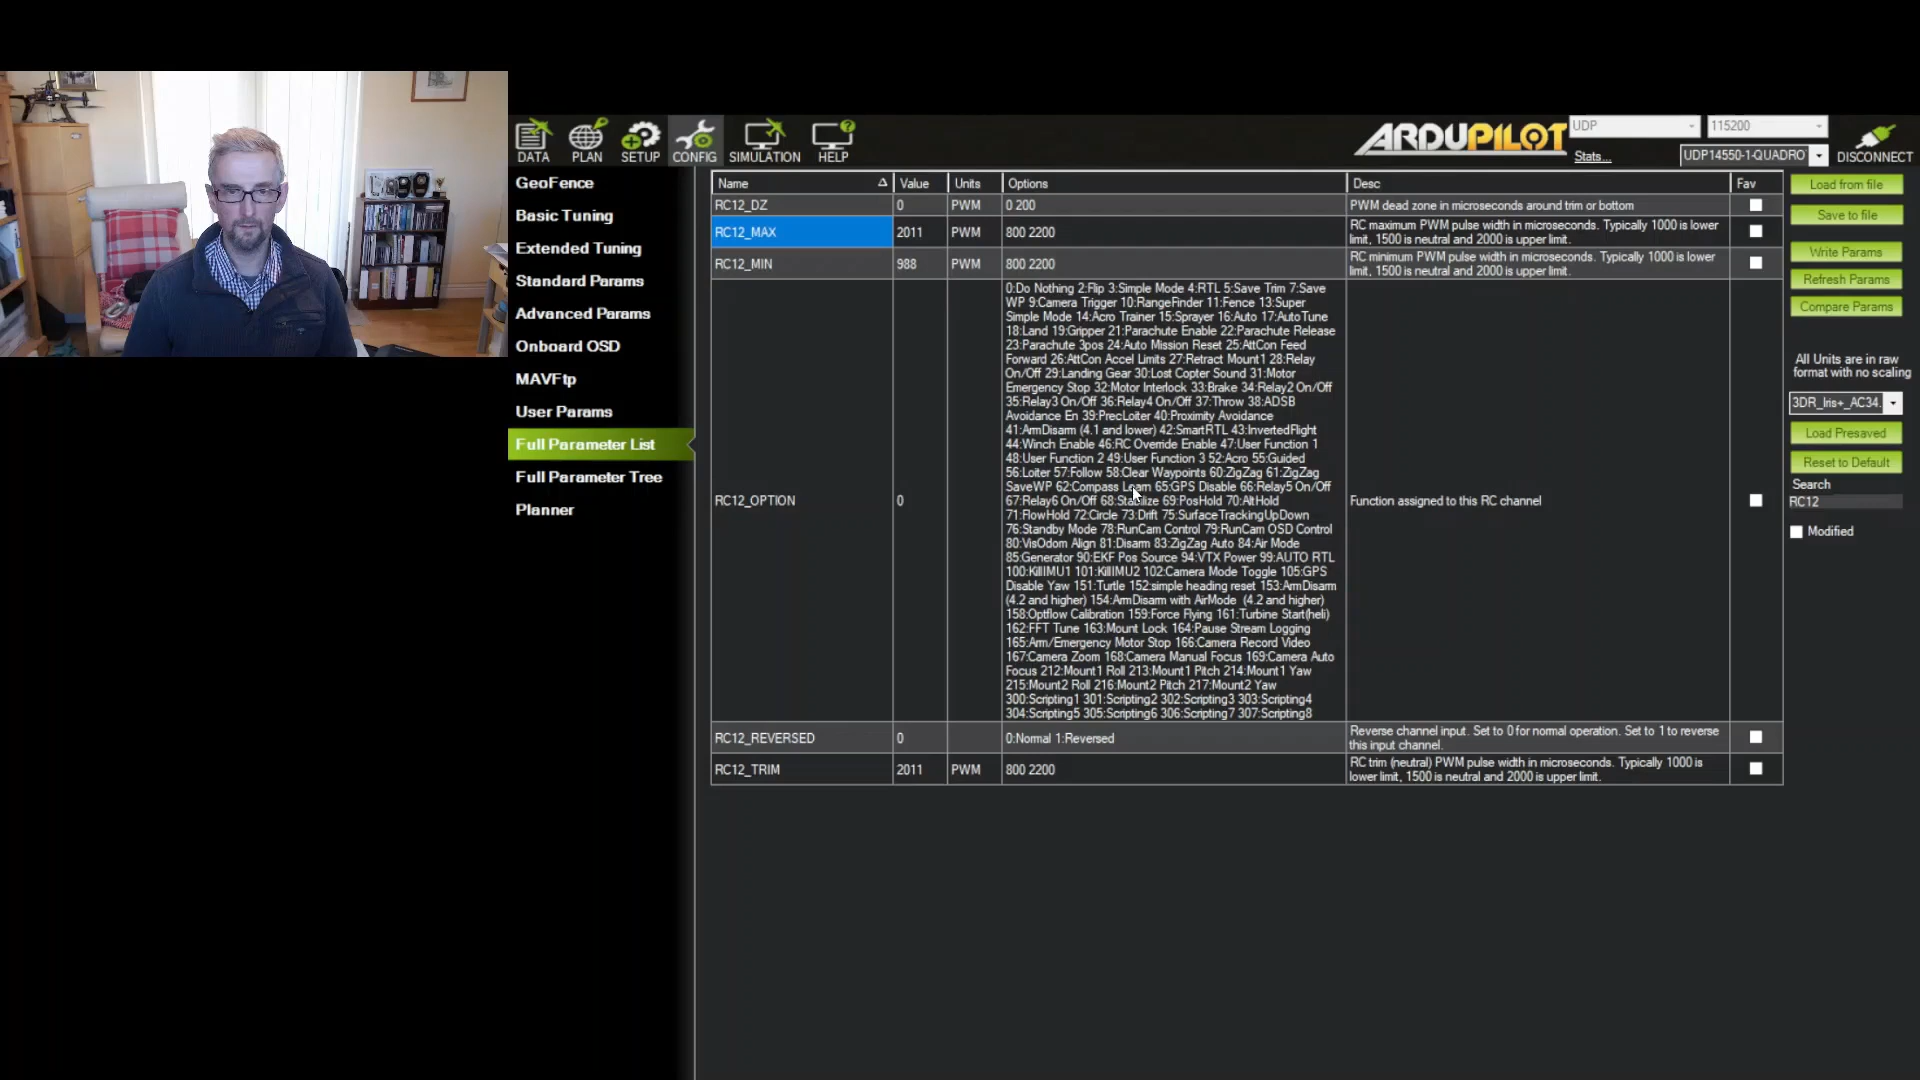 DATA
PLAN
SETUP
CONFIG
SIMULATION
HELP
ARDUPILOT
UDP
115200
Stats...
UDP14550-1-QUADRO
DISCONNECT
GeoFence
Basic Tuning
Extended Tuning
Standard Params
Advanced Params
Onboard OSD
MAVFtp
User Params
Full Parameter List
Full Parameter Tree
Planner
Name Value Units Options Desc Fav
RC12_DZ 0 PWM 0 200 PWM dead zone in microseconds around trim or bottom
RC12_MAX 2011 PWM 800 2200
RC maximum PWM pulse width in microseconds. Typically 1000 is lower
limit, 1500 is neutral and 2000 is upper limit.
RC12_MIN 988 PWM 800 2200
RC minimum PWM pulse width in microseconds. Typically 1000 is lower
limit, 1500 is neutral and 2000 is upper limit.
RC12_OPTION 0
0:Do Nothing 2:Flip 3:Simple Mode 4:RTL 5:Save Trim 7:Save
WP 9:Camera Trigger 10:RangeFinder 11:Fence 13:Super
Simple Mode 14:Acro Trainer 15:Sprayer 16:Auto 17:AutoTune
18:Land 19:Gripper 21:Parachute Enable 22:Parachute Release
23:Parachute 3pos 24:Auto Mission Reset 25:AttCon Feed
Forward 26:AttCon Accel Limits 27:Retract Mount1 28:Relay
On/Off 29:Landing Gear 30:Lost Copter Sound 31:Motor
Emergency Stop 32:Motor Interlock 33:Brake 34:Relay2 On/Off
35:Relay3 On/Off 36:Relay4 On/Off 37:Throw 38:ADSB
Avoidance En 39:PrecLoiter 40:Proximity Avoidance
41:ArmDisarm (4.1 and lower) 42:SmartRTL 43:InvertedFlight
44:Winch Enable 46:RC Override Enable 47:User Function 1
48:User Function 2 49:User Function 3 52:Acro 55:Guided
56:Loiter 57:Follow 58:Clear Waypoints 60:ZigZag 61:ZigZag
SaveWP 62:Compass Learn 65:GPS Disable 66:Relay5 On/Off
67:Relay6 On/Off 68:Stabilize 69:PosHold 70:AltHold
71:FlowHold 72:Circle 73:Drift 75:SurfaceTrackingUpDown
76:Standby Mode 78:RunCam Control 79:RunCam OSD Control
80:VisOdom Align 81:Disarm 83:ZigZag Auto 84:Air Mode
85:Generator 90:EKF Pos Source 94:VTX Power 99:AUTO RTL
100:KillIMU1 101:KillIMU2 102:Camera Mode Toggle 105:GPS
Disable Yaw 151:Turtle 152:simple heading reset 153:ArmDisarm
(4.2 and higher) 154:ArmDisarm with AirMode (4.2 and higher)
158:Optflow Calibration 159:Force Flying 161:Turbine Start(heli)
162:FFT Tune 163:Mount Lock 164:Pause Stream Logging
165:Arm/Emergency Motor Stop 166:Camera Record Video
167:Camera Zoom 168:Camera Manual Focus 169:Camera Auto
Focus 212:Mount1 Roll 213:Mount1 Pitch 214:Mount1 Yaw
215:Mount2 Roll 216:Mount2 Pitch 217:Mount2 Yaw
300:Scripting1 301:Scripting2 302:Scripting3 303:Scripting4
304:Scripting5 305:Scripting6 306:Scripting7 307:Scripting8
Function assigned to this RC channel
RC12_REVERSED 0 0:Normal 1:Reversed
Reverse channel input. Set to 0 for normal operation. Set to 1 to reverse
this input channel.
RC12_TRIM 2011 PWM 800 2200
RC trim (neutral) PWM pulse width in microseconds. Typically 1000 is
lower limit, 1500 is neutral and 2000 is upper limit.
Load from file
Save to file
Write Params
Refresh Params
Compare Params
All Units are in raw
format with no scaling
3DR_Iris+_AC34.
Load Presaved
Reset to Default
Search
RC12
Modified